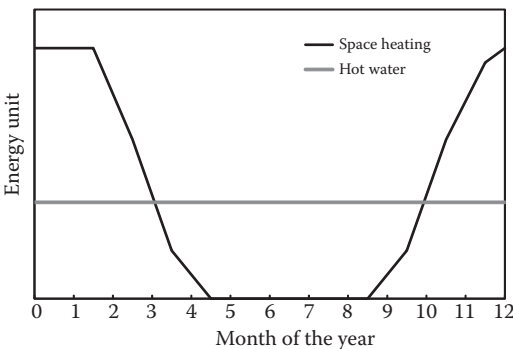 Space heating
Hot water
Energy unit
0 1 2 3 4 5 6 7 8 9 10 11 12
Month of the year